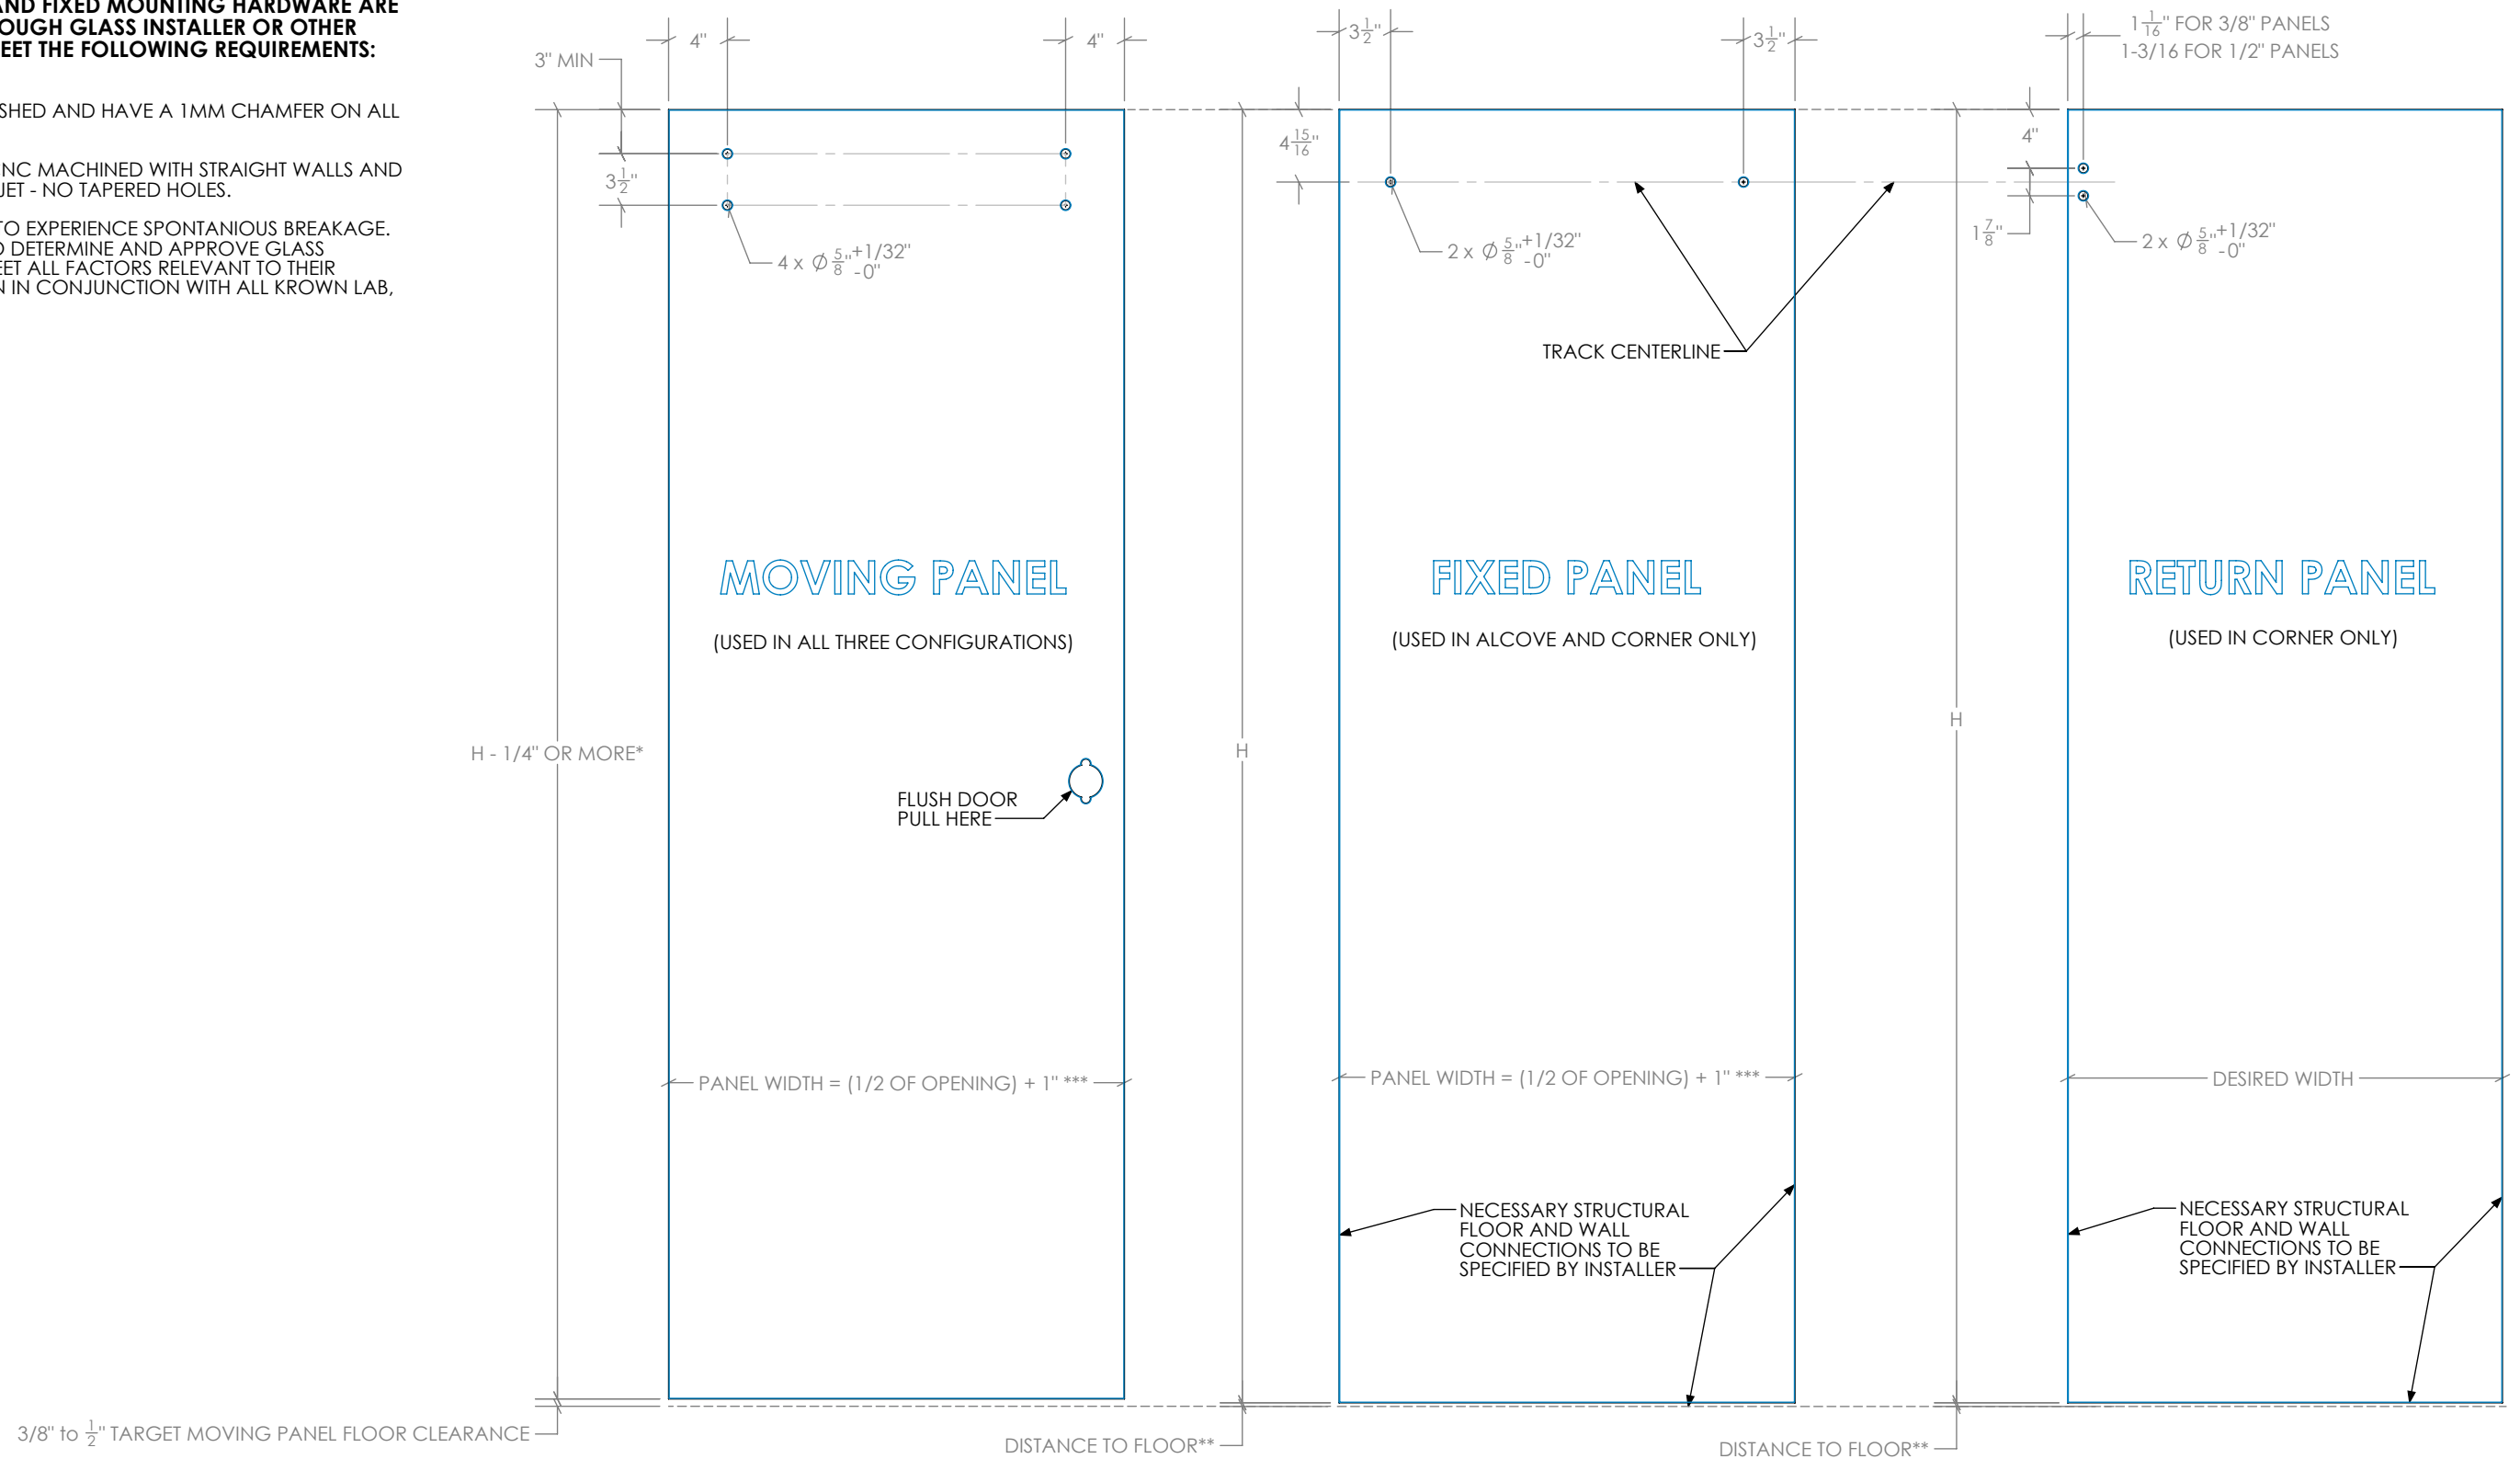 AND FIXED MOUNTING HARDWARE ARE
OUGH GLASS INSTALLER OR OTHER
EET THE FOLLOWING REQUIREMENTS:
SHED AND HAVE A 1MM CHAMFER ON ALL
NC MACHINED WITH STRAIGHT WALLS AND
JET - NO TAPERED HOLES.
TO EXPERIENCE SPONTANIOUS BREAKAGE.
O DETERMINE AND APPROVE GLASS
EET ALL FACTORS RELEVANT TO THEIR
N IN CONJUNCTION WITH ALL KROWN LAB,
3" MIN
4"
4"
3 1/2"
4 x Ø 5/8" +1/32" -0"
MOVING PANEL
(USED IN ALL THREE CONFIGURATIONS)
H - 1/4" OR MORE*
FLUSH DOOR
PULL HERE
PANEL WIDTH = (1/2 OF OPENING) + 1" ***
3/8" to 1/2" TARGET MOVING PANEL FLOOR CLEARANCE
3 1/2"
3 1/2"
4 15/16"
2 x Ø 5/8" +1/32" -0"
TRACK CENTERLINE
FIXED PANEL
(USED IN ALCOVE AND CORNER ONLY)
H
PANEL WIDTH = (1/2 OF OPENING) + 1" ***
NECESSARY STRUCTURAL
FLOOR AND WALL
CONNECTIONS TO BE
SPECIFIED BY INSTALLER
DISTANCE TO FLOOR**
1 1/16" FOR 3/8" PANELS
1-3/16 FOR 1/2" PANELS
4"
1 7/8"
2 x Ø 5/8" +1/32" -0"
RETURN PANEL
(USED IN CORNER ONLY)
H
DESIRED WIDTH
NECESSARY STRUCTURAL
FLOOR AND WALL
CONNECTIONS TO BE
SPECIFIED BY INSTALLER
DISTANCE TO FLOOR**